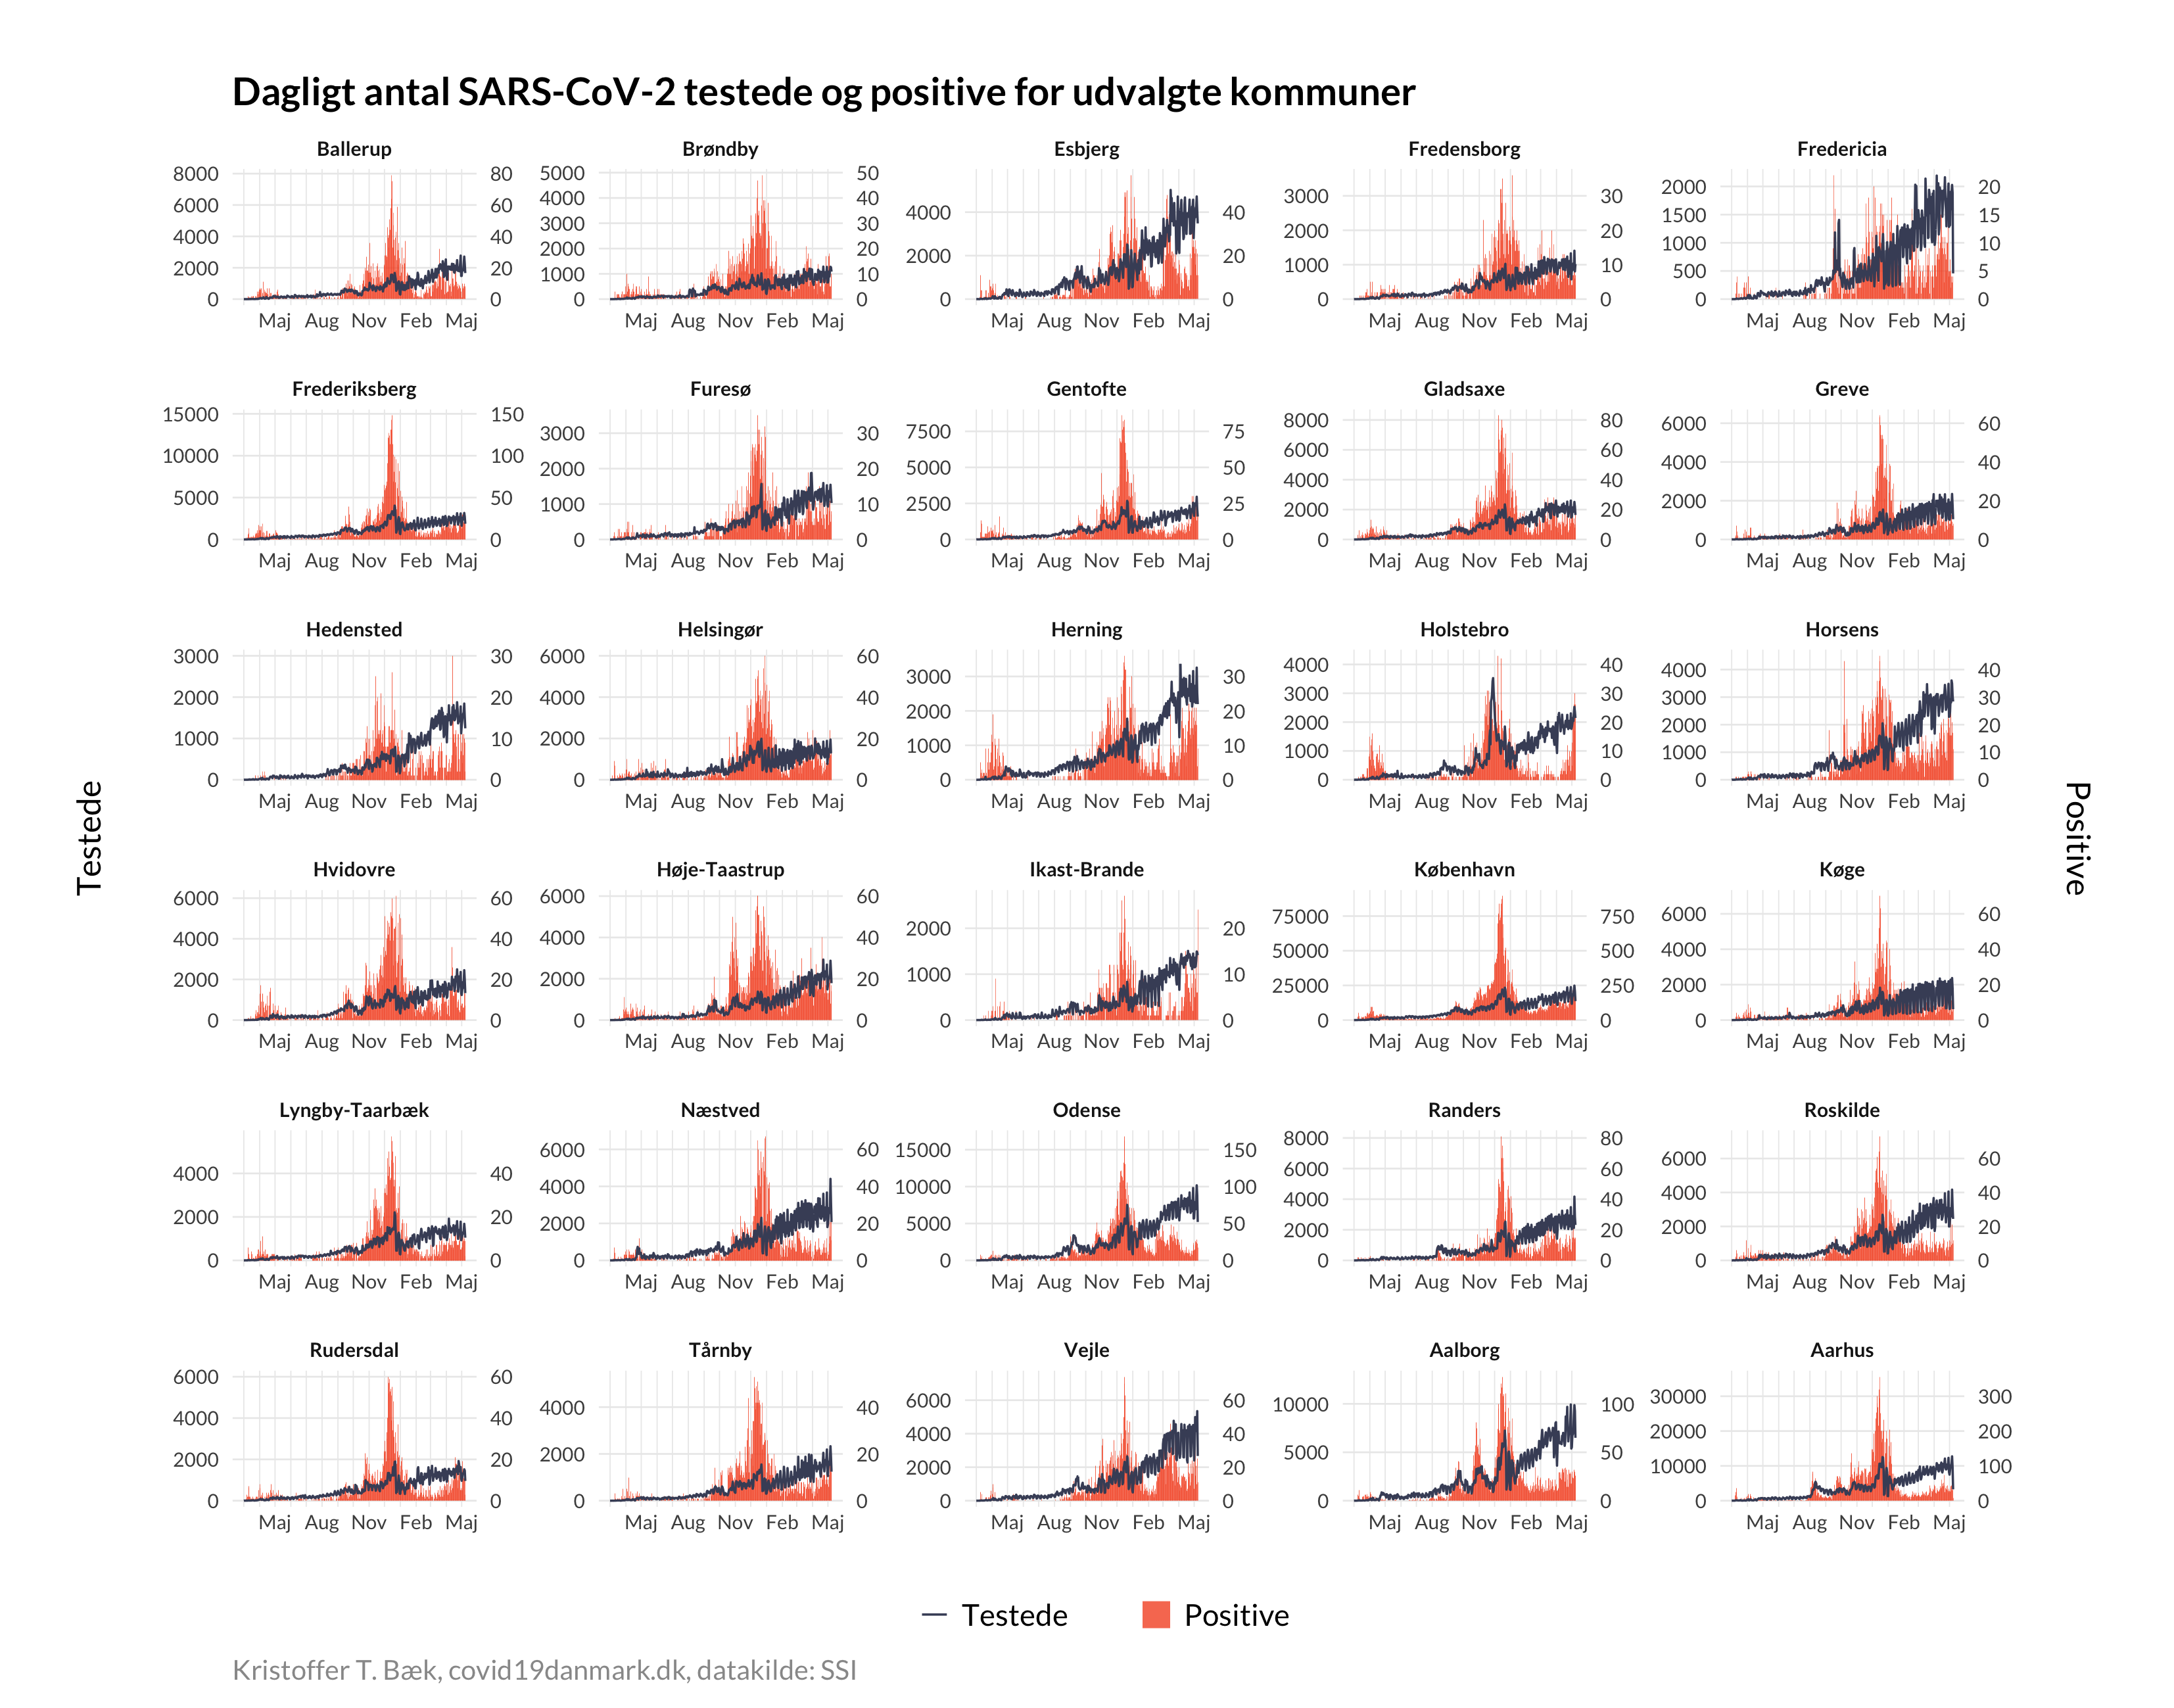 Dagligt antal SARS-CoV-2 testede og positive for udvalgte kommuner
Ballerup Brøndby Esbjerg Fredensborg Fredericia
8000 80 5000 50 2000 20
6000 60 4000 40 4000 40 3000 30 1500 15
4000 40 3000 30 2000 20 2000 20 1000 10
2000 20 2000 20 1000 10 500 5
0 0 1000 10 0 0 0 0 0 0
0 0
Maj Aug Nov Feb Maj Maj Aug Nov Feb Maj Maj Aug Nov Feb Maj Maj Aug Nov Feb Maj Maj Aug Nov Feb Maj
Frederiksberg Furesø Gentofte Gladsaxe Greve
15000 150 3000 30 7500 75 8000 80 6000 60
10000 100 2000 20 5000 50 6000 60 4000 40
5000 50 1000 10 2500 25 4000 40 2000 20
0 0 0 0 0 0 2000 20 0 0
0 0
Maj Aug Nov Feb Maj Maj Aug Nov Feb Maj Maj Aug Nov Feb Maj Maj Aug Nov Feb Maj Maj Aug Nov Feb Maj
Hedensted Helsingør Herning Holstebro Horsens
3000 30 6000 60 3000 30 4000 40 4000 40
2000 20 4000 40 2000 20 3000 30 3000 30
1000 10 2000 20 1000 10 2000 20 2000 20
0 0 0 0 0 0 1000 10 1000 10
0 0 0 0
Maj Aug Nov Feb Maj Maj Aug Nov Feb Maj Maj Aug Nov Feb Maj Maj Aug Nov Feb Maj Maj Aug Nov Feb Maj
Testede
Positive
Hvidovre Høje-Taastrup Ikast-Brande København Køge
6000 60 6000 60 2000 20 75000 750 6000 60
4000 40 4000 40 1000 10 50000 500 4000 40
2000 20 2000 20 0 0 25000 250 2000 20
0 0 0 0 0 0 0 0
Maj Aug Nov Feb Maj Maj Aug Nov Feb Maj Maj Aug Nov Feb Maj Maj Aug Nov Feb Maj Maj Aug Nov Feb Maj
Lyngby-Taarbæk Næstved Odense Randers Roskilde
4000 40 6000 60 15000 150 8000 80 6000 60
2000 20 4000 40 10000 100 6000 60 4000 40
0 0 2000 20 5000 50 4000 40 2000 20
0 0 0 0 2000 20 0 0
0 0
Maj Aug Nov Feb Maj Maj Aug Nov Feb Maj Maj Aug Nov Feb Maj Maj Aug Nov Feb Maj Maj Aug Nov Feb Maj
Rudersdal Tårnby Vejle Aalborg Aarhus
6000 60 4000 40 6000 60 10000 100 30000 300
4000 40 2000 20 4000 40 5000 50 20000 200
2000 20 0 0 2000 20 0 0 10000 100
0 0 0 0 0 0
Maj Aug Nov Feb Maj Maj Aug Nov Feb Maj Maj Aug Nov Feb Maj Maj Aug Nov Feb Maj Maj Aug Nov Feb Maj
Testede Positive
Kristoffer T. Bæk, covid19danmark.dk, datakilde: SSI